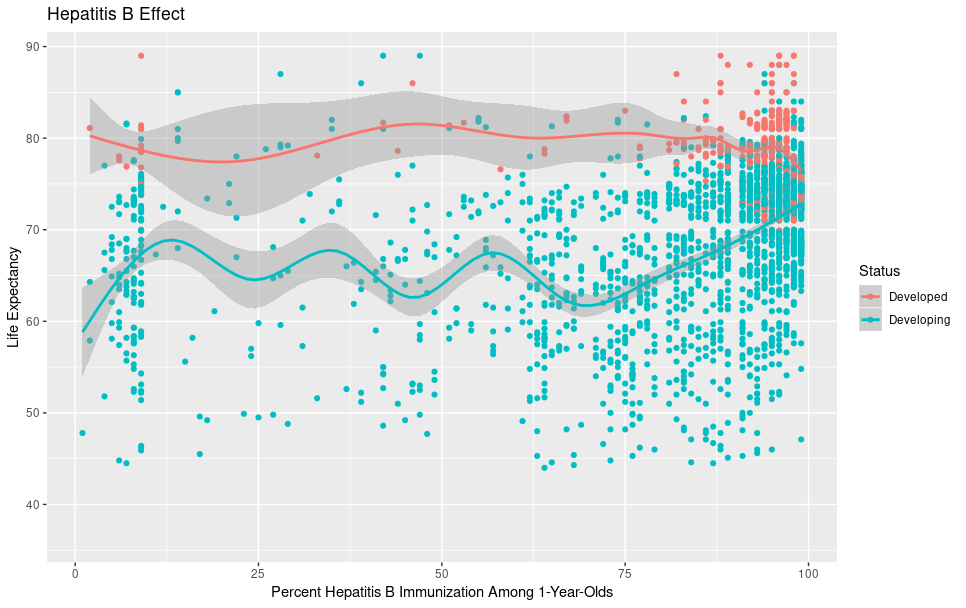 Hepatitis B Effect
90
80
70
60
50
40
Life Expectancy
0 25 50 75 100
Percent Hepatitis B Immunization Among 1-Year-Olds
Status
Developed
Developing